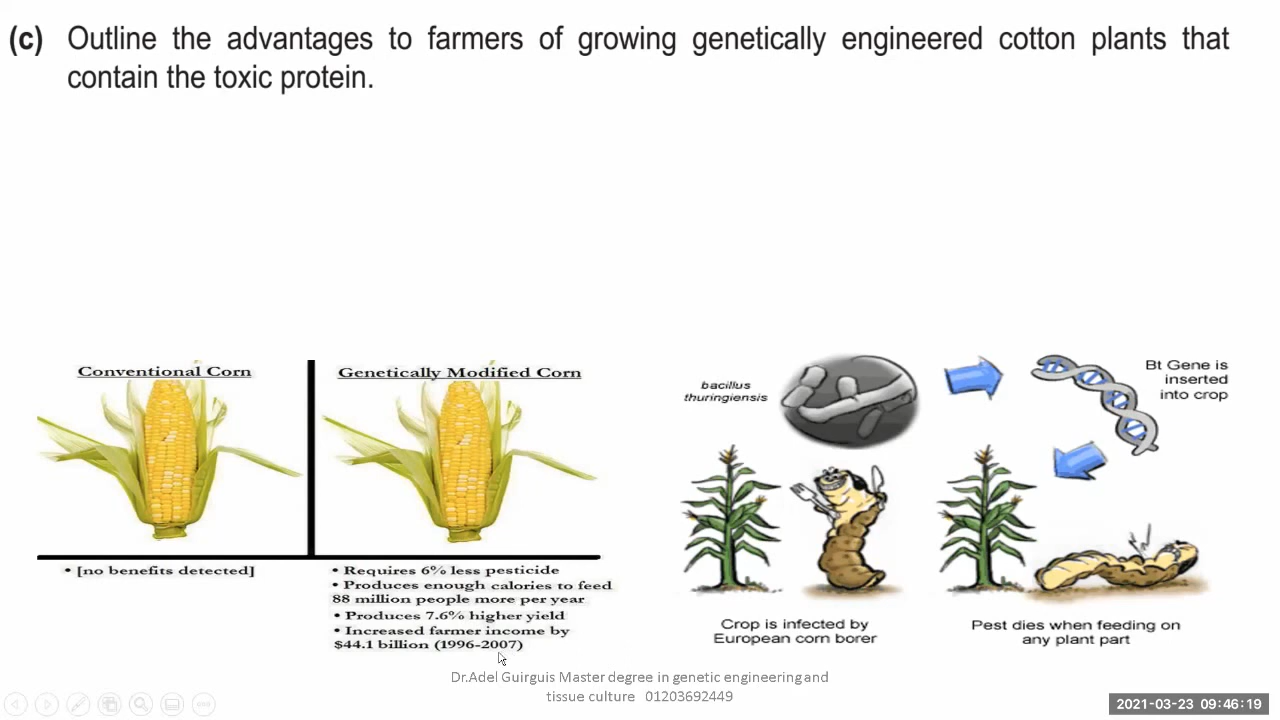 (c) Outline the advantages to farmers of growing genetically engineered cotton plants that
contain the toxic protein.
Conventional Corn
Genetically Modified Corn
• [no benefits detected]
• Requires 6% less pesticide
• Produces enough calories to feed
88 million people more per year
• Produces 7.6% higher yield
• Increased farmer income by
$44.1 billion (1996-2007)
bacillus
thuringiensis
Bt Gene is
inserted
into crop
Crop is infected by
European corn borer
Pest dies when feeding on
any plant part
Dr.Adel Guirguis Master degree in genetic engineering and
tissue culture 01203692449
2021-03-23 09:46:19